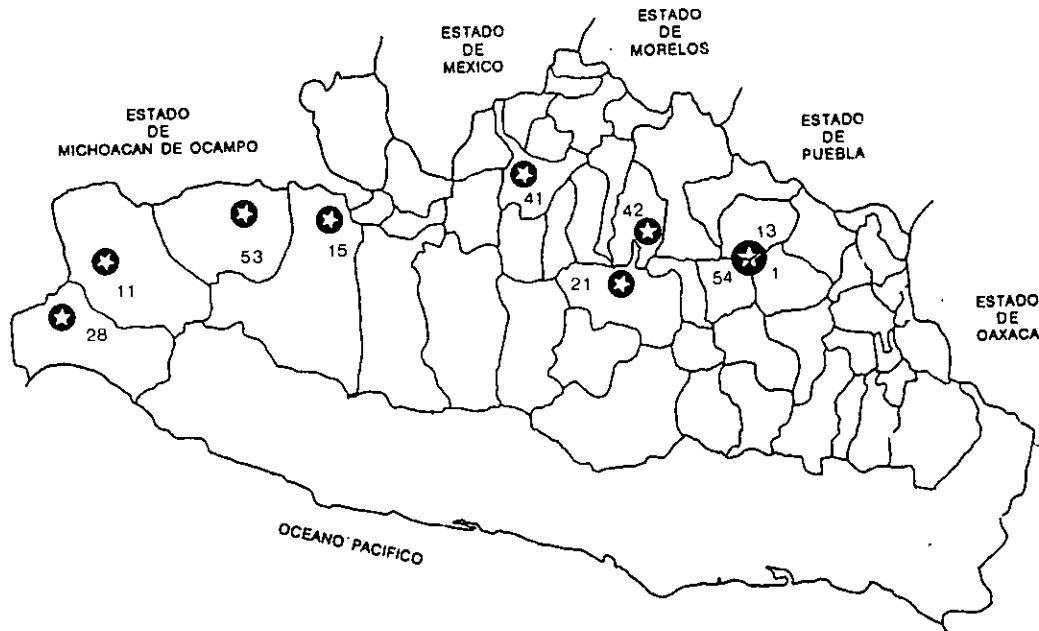 ESTADO
DE
MORELOS
ESTADO
DE
MEXICO
ESTADO
DE
MICHOACAN DE OCAMPO
ESTADO
DE
PUEBLA
41
42
53
15
13
11
21
54
1
28
ESTADO
DE
OAXACA
OCEANO PACIFICO